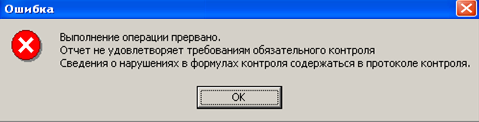 Ошибка
Выполнение операции прервано.
Отчет не удовлетворяет требованиям обязательного контроля
Сведения о нарушениях в формулах контроля содержаться в протоколе контроля.
OK